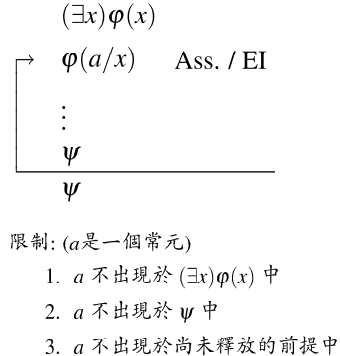 (∃x)φ(x)
φ(a/x) Ass. / EI
⋮
ψ
ψ
限制: (a是一個常元)
1. a 不出現於 (∃x)φ(x) 中
2. a 不出現於 ψ 中
3. a 不出現於尚未釋放的前提中